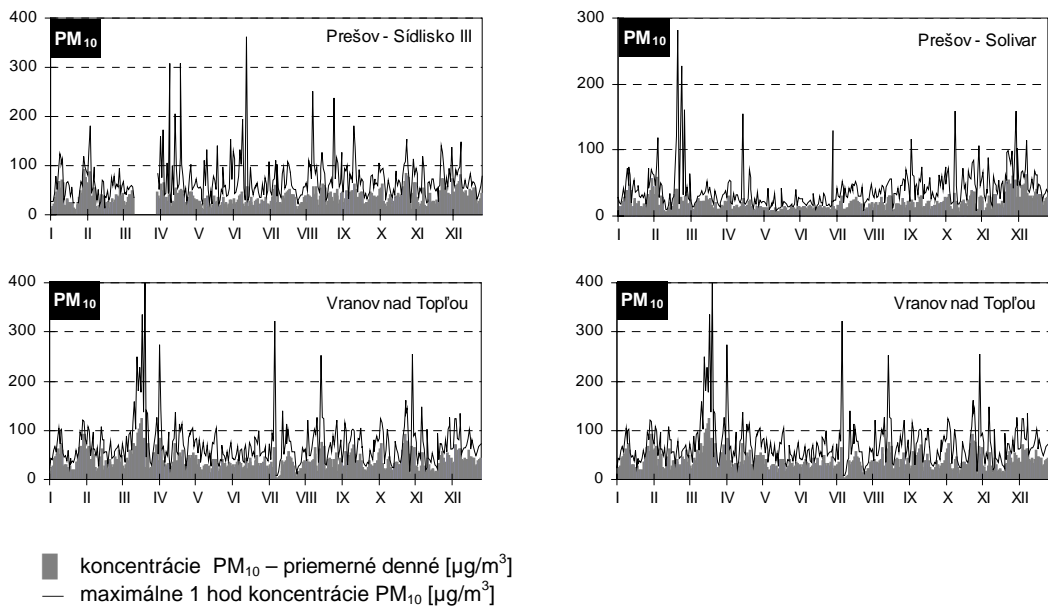 PM10
Prešov - Sídlisko III
400
300
200
100
0
I II III IV V VI VII VIII IX X XI XII
PM10
Prešov - Solivar
300
200
100
0
I II III IV V VI VII VIII IX X XI XII
PM10
Vranov nad Topľou
400
300
200
100
0
I II III IV V VI VII VIII IX X XI XII
PM10
Vranov nad Topľou
400
300
200
100
0
I II III IV V VI VII VIII IX X XI XII
koncentrácie PM10 – priemerné denné [µg/m³]
maximálne 1 hod koncentrácie PM10 [µg/m³]